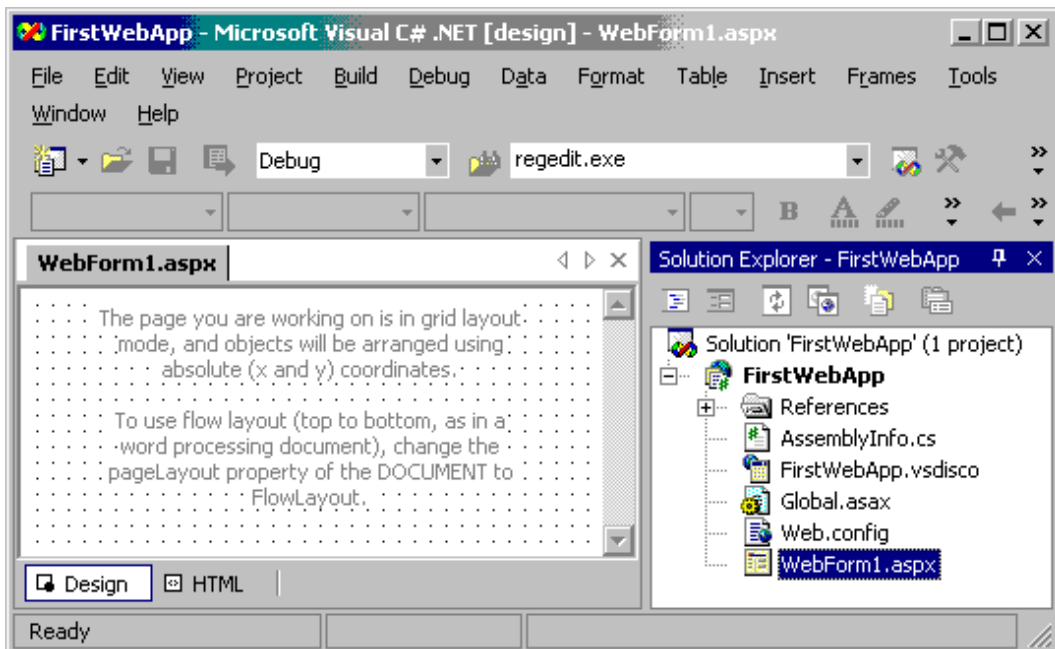 FirstWebApp - Microsoft Visual C# .NET [design] - WebForm1.aspx
File Edit View Project Build Debug Data Format Table Insert Frames Tools
Window Help
Debug regedit.exe
B A
WebForm1.aspx
Solution Explorer - FirstWebApp
The page you are working on is in grid layout
mode, and objects will be arranged using
absolute (x and y) coordinates.
To use flow layout (top to bottom, as in a
word processing document), change the
pageLayout property of the DOCUMENT to
FlowLayout.
Design HTML
Solution 'FirstWebApp' (1 project)
FirstWebApp
References
AssemblyInfo.cs
FirstWebApp.vsdisco
Global.asax
Web.config
WebForm1.aspx
Ready